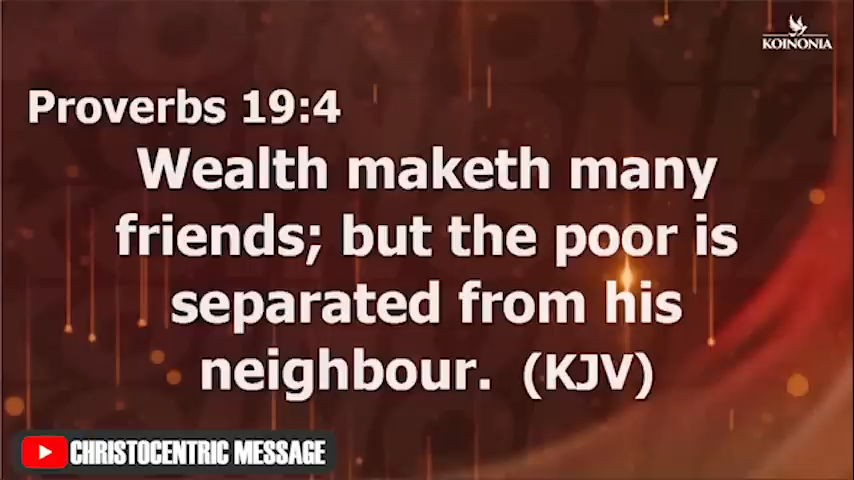 KOINONIA
Proverbs 19:4
Wealth maketh many
friends; but the poor is
separated from his
neighbour. (KJV)
CHRISTOCENTRIC MESSAGE